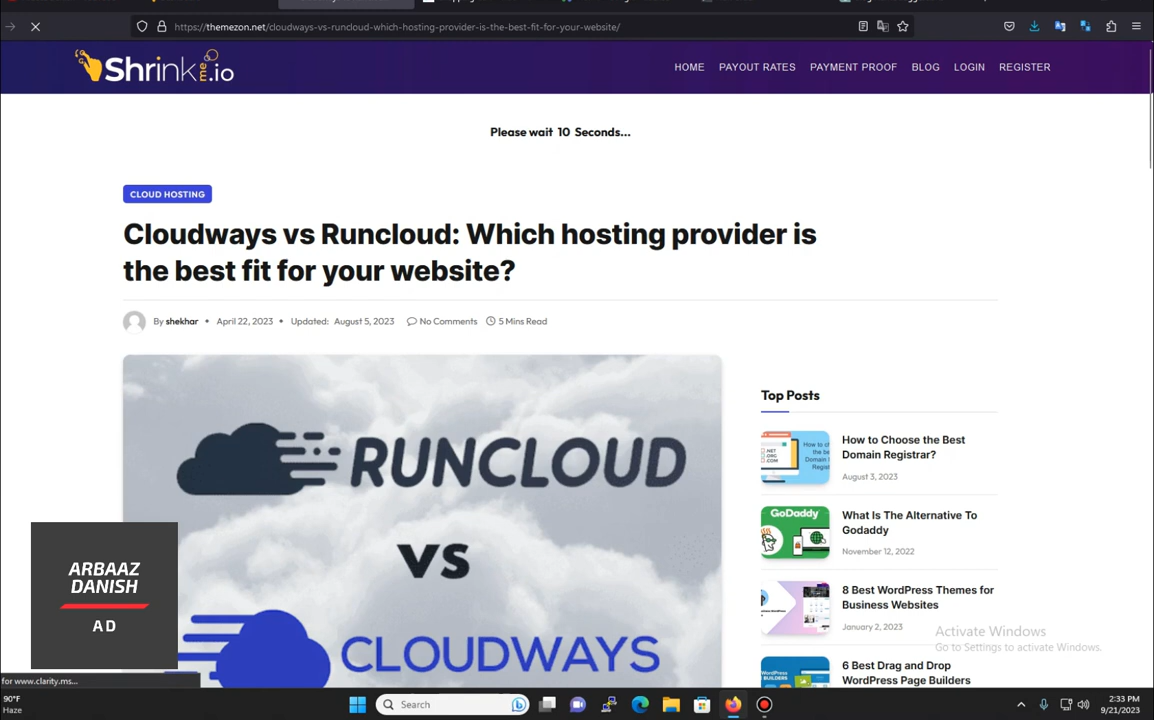 https://themezon.net/cloudways-vs-runcloud-which-hosting-provider-is-the-best-fit-for-your-website/
Shrinkme.io
HOME PAYOUT RATES PAYMENT PROOF BLOG LOGIN REGISTER
Please wait 10 Seconds...
CLOUD HOSTING
Cloudways vs Runcloud: Which hosting provider is
the best fit for your website?
By shekhar • April 22, 2023 • Updated: August 5, 2023 No Comments 5 Mins Read
RUNCLOUD
VS
CLOUDWAYS
Top Posts
How to Choose the Best
Domain Registrar?
August 3, 2023
GoDaddy
What Is The Alternative To
Godaddy
November 12, 2022
8 Best WordPress Themes for
Business Websites
January 2, 2023
6 Best Drag and Drop
WordPress Page Builders
ARBAAZ
DANISH
AD
Activate Windows
Go to Settings to activate Windows.
for www.clarity.ms...
90°F
Haze
Search
2:33 PM
9/21/2023